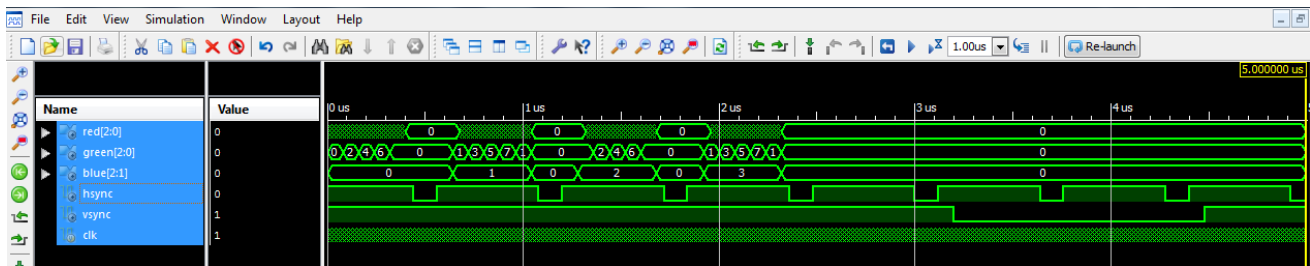 File Edit View Simulation Window Layout Help
1.00us Re-launch
5.000000 us
Name Value 0 us 1 us 2 us 3 us 4 us
red[2:0] 0 0 0 0 0
green[2:0] 0 0 2 4 6 0 1 3 5 7 1 0 2 4 6 0 1 3 5 7 1 0
blue[2:1] 0 0 1 0 2 0 3 0
hsync 0
vsync 1
clk 1